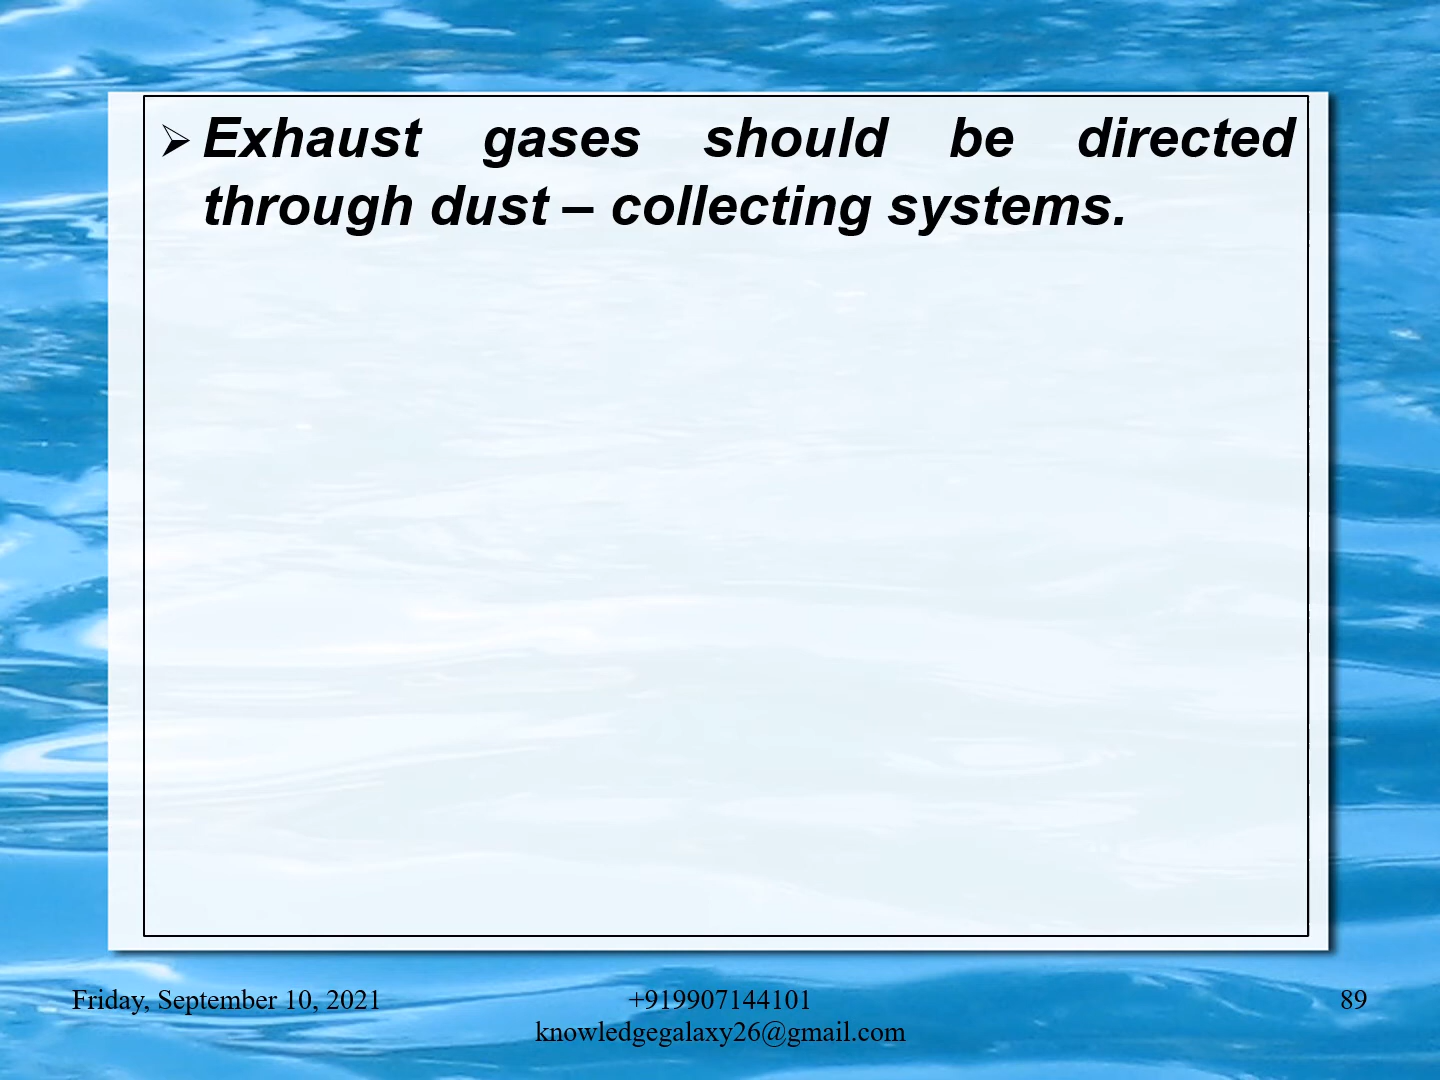 ➢ Exhaust gases should be directed
through dust – collecting systems.
Friday, September 10, 2021
+919907144101
knowledgegalaxy26@gmail.com
89